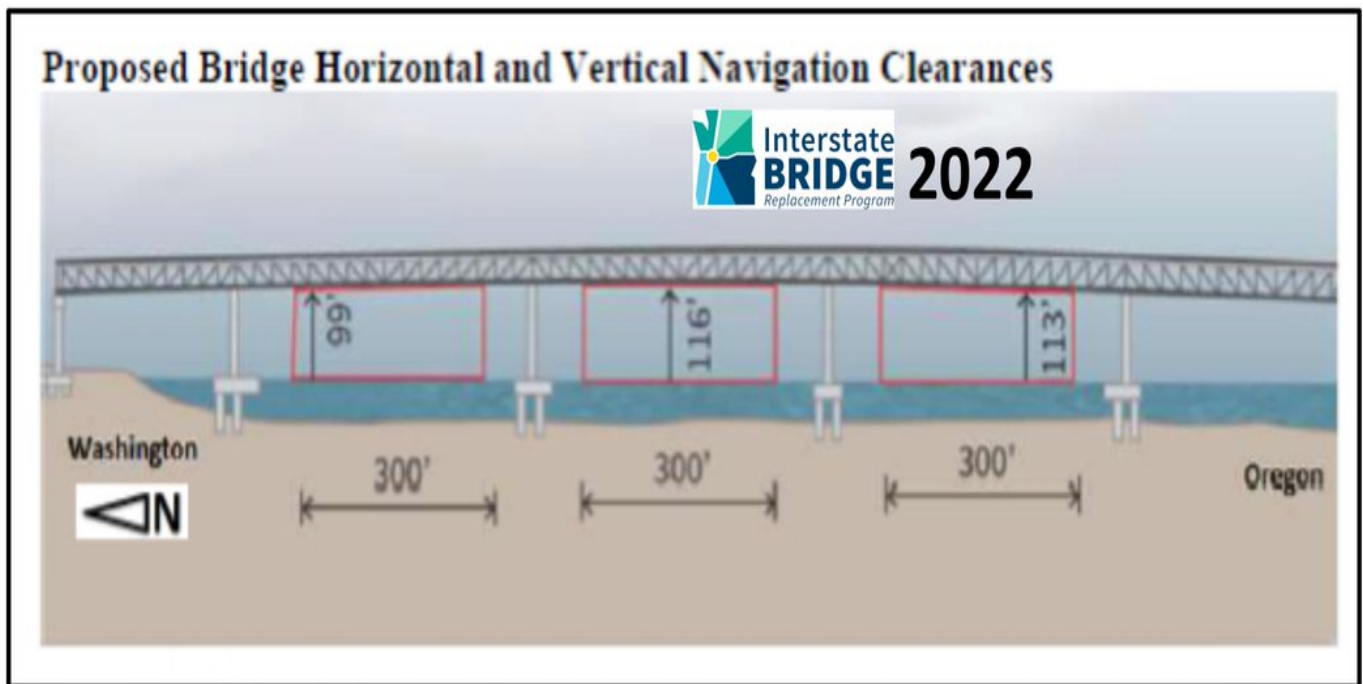 Proposed Bridge Horizontal and Vertical Navigation Clearances
Interstate
BRIDGE 2022
Replacement Program
99'
116'
113'
Washington
300'
300'
300'
Oregon
N